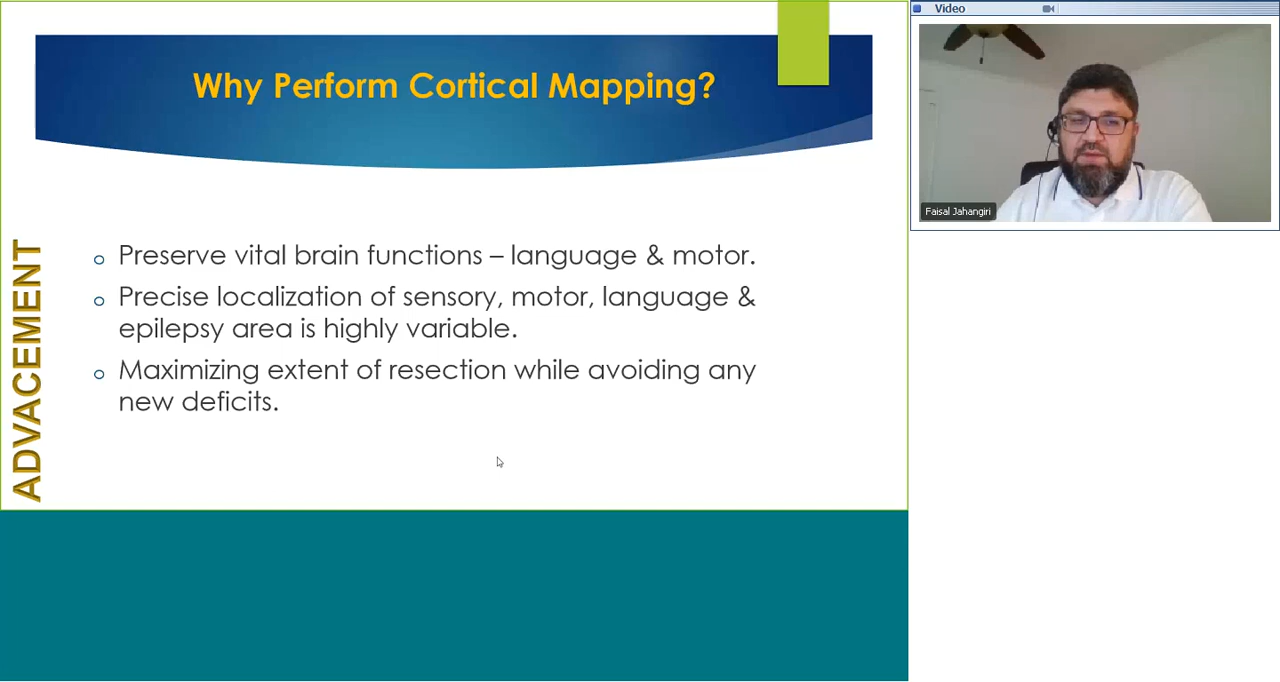 Why Perform Cortical Mapping?
ADVACEMENT
o Preserve vital brain functions – language & motor.
o Precise localization of sensory, motor, language &
epilepsy area is highly variable.
o Maximizing extent of resection while avoiding any
new deficits.
Video
Faisal Jahangiri